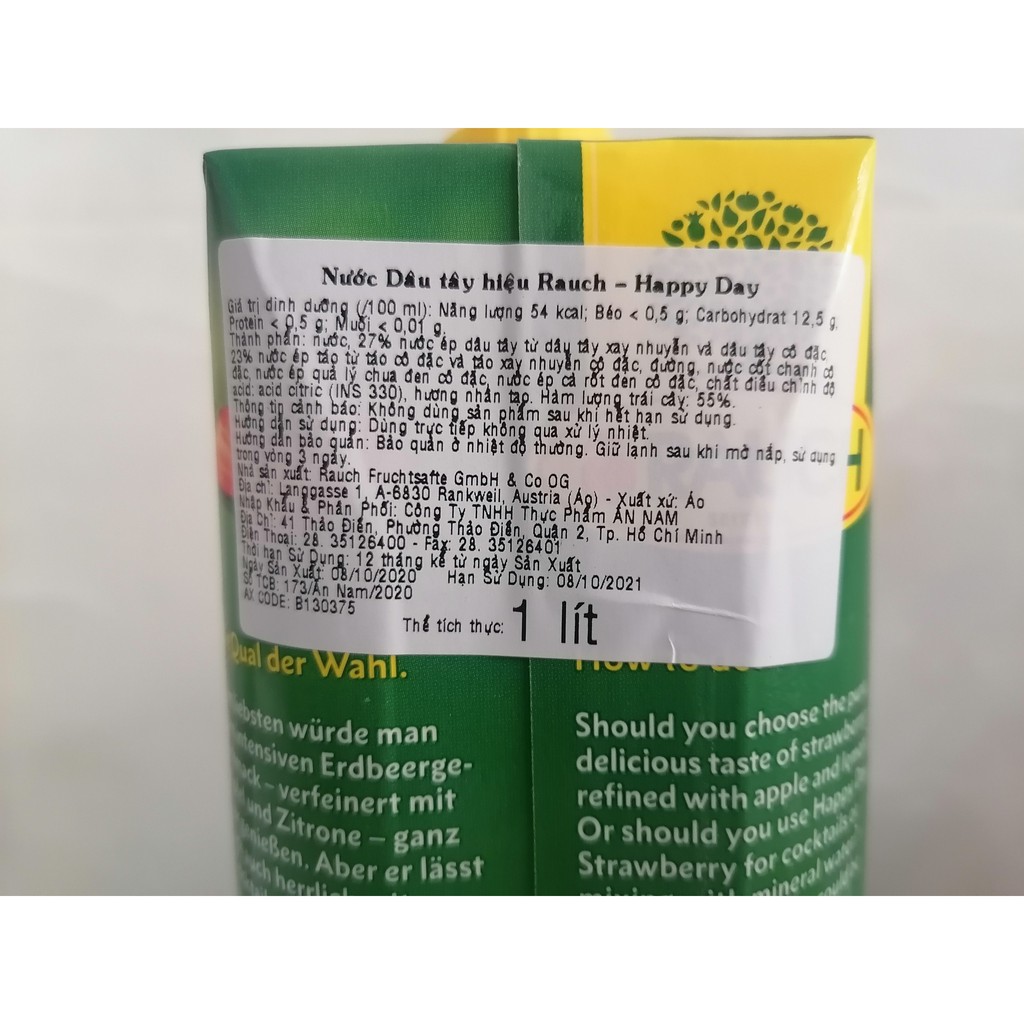 Nước Dâu tây hiệu Rauch – Happy Day
Giá trị dinh dưỡng (/100 ml): Năng lượng 54 kcal; Béo < 0,5 g; Carbohydrat 12,5 g,
Protein < 0,5 g; Muối < 0,01 g.
Thành phần: nước, 27% nước ép dâu tây từ dâu tây xay nhuyễn và dâu tây cô đặc,
23% nước ép táo từ táo cô đặc và táo xay nhuyễn cô đặc, đường, nước cốt chanh cô
đặc, nước ép quả lý chua đen cô đặc, nước ép cà rốt đen cô đặc, chất điều chỉnh độ
acid: acid citric (INS 330), hương nhân tạo. Hàm lượng trái cây: 55%.
Thông tin cảnh báo: Không dùng sản phẩm sau khi hết hạn sử dụng.
Hướng dẫn sử dụng: Dùng trực tiếp không qua xử lý nhiệt.
Hướng dẫn bảo quản: Bảo quản ở nhiệt độ thường. Giữ lạnh sau khi mở nắp, sử dụng
trong vòng 3 ngày.
Nhà sản xuất: Rauch Fruchtsafte GmbH & Co OG
Địa chỉ: Langgasse 1, A-6830 Rankweil, Austria (Áo) - Xuất xứ: Áo
Nhập Khẩu & Phân Phối: Công Ty TNHH Thực Phẩm AN NAM
Địa Chỉ: 41 Thảo Điền, Phường Thảo Điền, Quận 2, Tp. Hồ Chí Minh
Điện Thoại: 28. 35126400 - Fax: 28. 35126401
Thời hạn Sử Dụng: 12 tháng kể từ ngày Sản Xuất
Ngày Sản Xuất: 08/10/2020 Hạn Sử Dụng: 08/10/2021
Số TCB: 173/An Nam/2020
AX CODE: B130375
Thể tích thực: 1 lít
Qual der Wahl.
würde man
Erdbeerge-
– verfeinert mit
und Zitrone – ganz
Aber er lässt
How to do
Should you choose the
delicious taste of
refined with apple and
Or should you use Happy
Strawberry for cocktails
mineral water